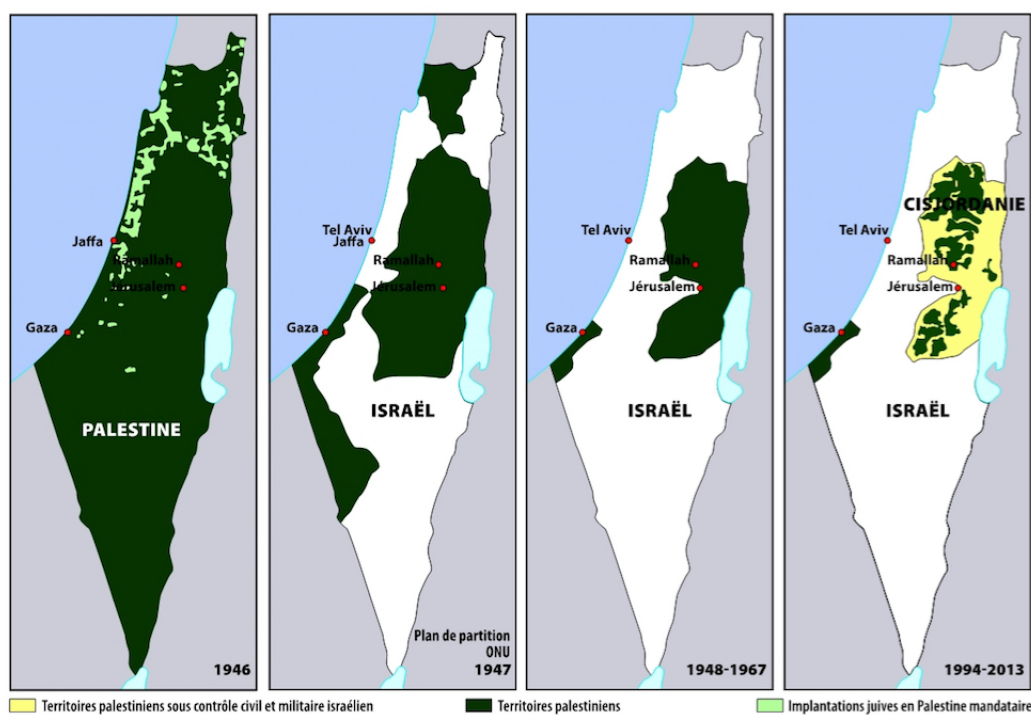 Jaffa
Ramallah
Jérusalem
Gaza
PALESTINE
1946
Tel Aviv
Jaffa
Ramallah
Jérusalem
Gaza
ISRAËL
Plan de partition
ONU
1947
Tel Aviv
Ramallah
Jérusalem
Gaza
ISRAËL
1948-1967
CISJORDANIE
Tel Aviv
Ramallah
Jérusalem
Gaza
ISRAËL
1994-2013
Territoires palestiniens sous contrôle civil et militaire israélien
Territoires palestiniens
Implantations juives en Palestine mandataire